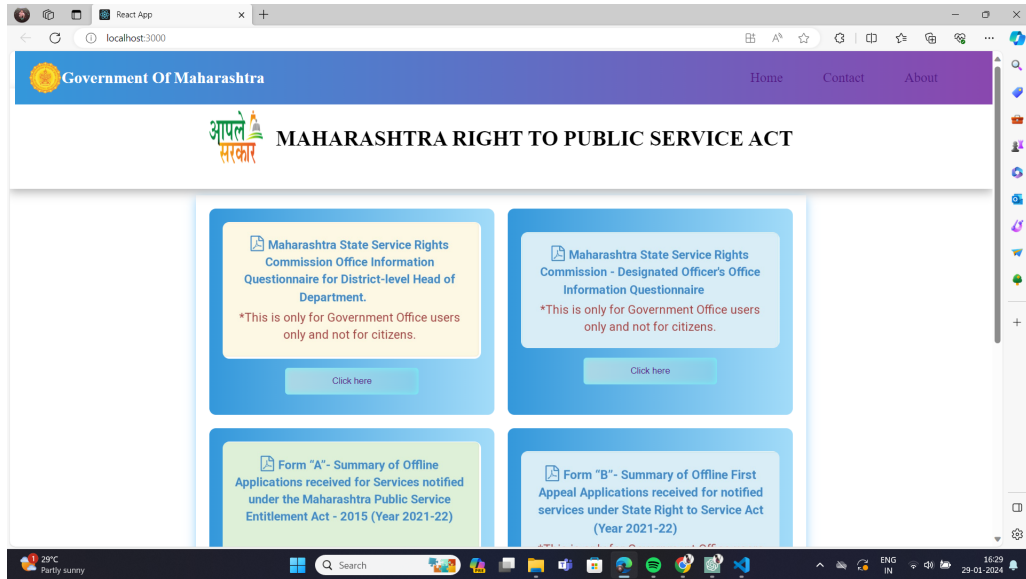 React App
localhost:3000
Government Of Maharashtra
Home Contact About
आपले
सरकार
MAHARASHTRA RIGHT TO PUBLIC SERVICE ACT
Maharashtra State Service Rights
Commission Office Information
Questionnaire for District-level Head of
Department.
*This is only for Government Office users
only and not for citizens.
Click here
Maharashtra State Service Rights
Commission - Designated Officer's Office
Information Questionnaire
*This is only for Government Office users
only and not for citizens.
Click here
Form "A"- Summary of Offline
Applications received for Services notified
under the Maharashtra Public Service
Entitlement Act - 2015 (Year 2021-22)
Form "B"- Summary of Offline First
Appeal Applications received for notified
services under State Right to Service Act
(Year 2021-22)
1
29°C
Partly sunny
Search
ENG
IN
16:29
29-01-2024